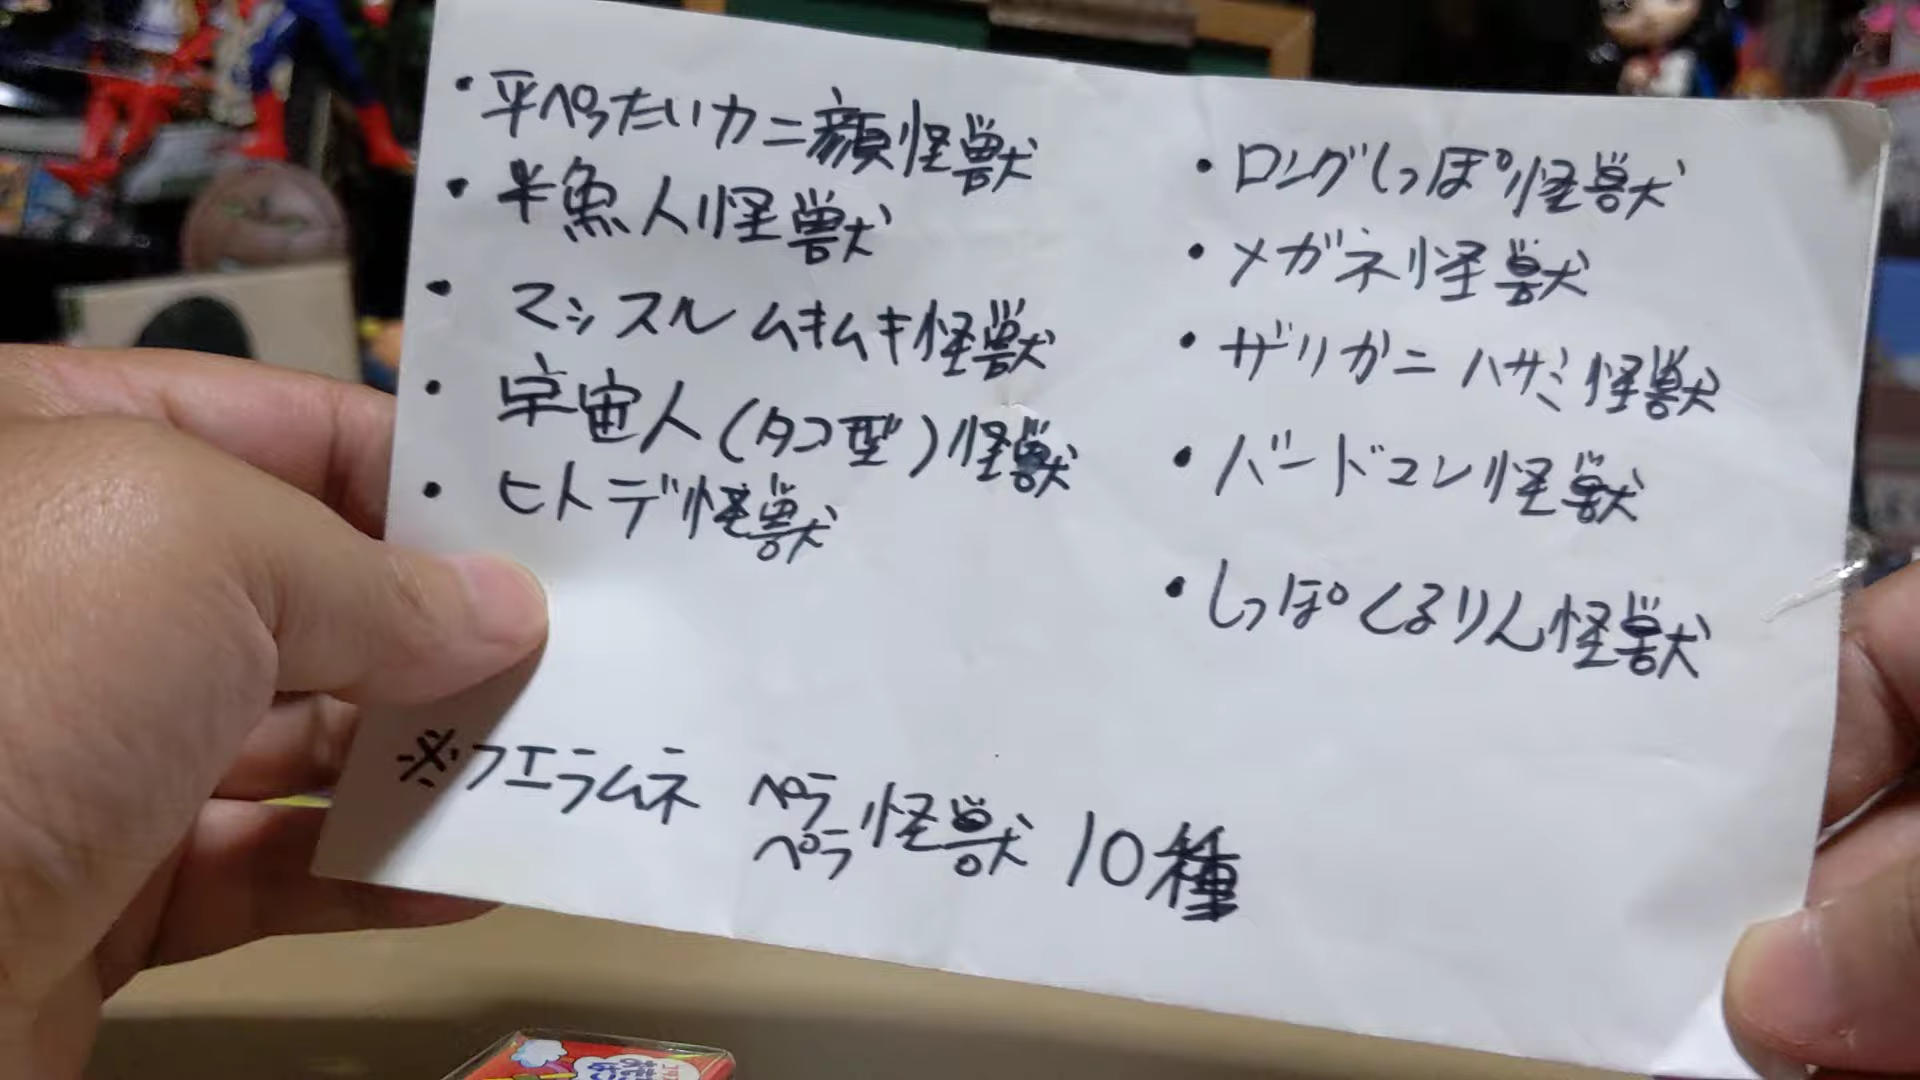 ・平ぺったいカニ顔怪獣
・半魚人怪獣
・マッスルムキムキ怪獣
・宇宙人(タコ型)怪獣
・ヒトデ怪獣
・ロングしっぽ怪獣
・メガネ怪獣
・ザリガニハサミ怪獣
・バードコン怪獣
・しっぽくるりん怪獣
※フエラムネ ペラペラ怪獣 10種